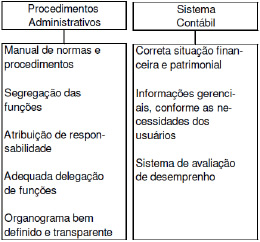 Procedimentos
Administrativos
Manual de normas e
procedimentos
Segregação das
funções
Atribuição de respon-
sabilidade
Adequada delegação
de funções
Organograma bem
definido e transparente
Sistema
Contábil
Correta situação finan-
ceira e patrimonial
Informações gerenci-
ais, conforme as ne-
cessidades dos
usuários
Sistema de avaliação
de desempenho